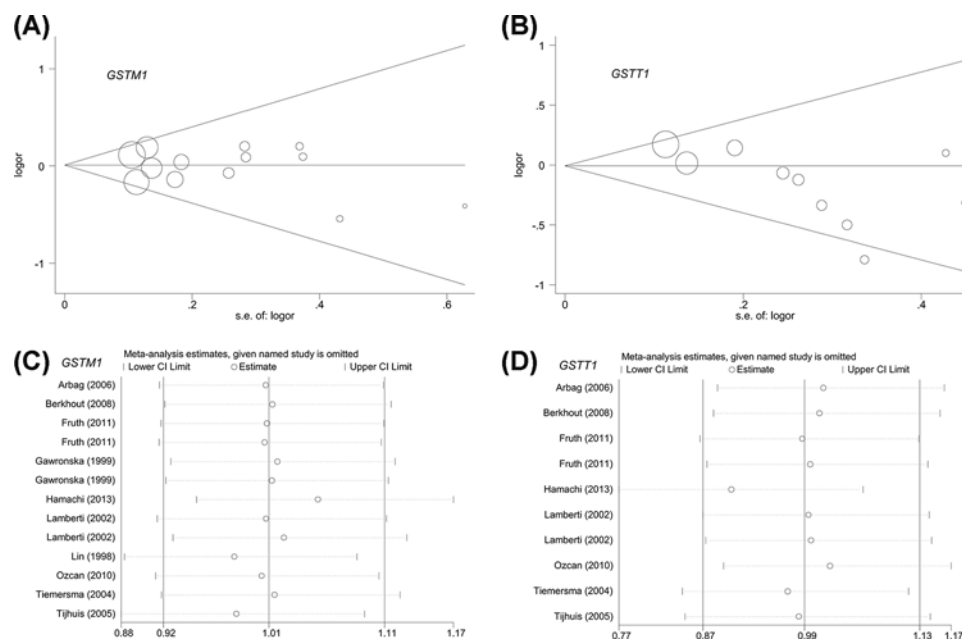 (A)
GSTM1
logor
1
0
-1
0
.2
.4
.6
s.e. of: logor
(B)
GSTT1
logor
1
.5
0
-.5
-1
0
.2
.4
s.e. of: logor
(C)
GSTM1
Meta-analysis estimates, given named study is omitted
Lower CI Limit
Estimate
Upper CI Limit
Arbag (2006)
Berkhout (2008)
Fruth (2011)
Fruth (2011)
Gawronska (1999)
Gawronska (1999)
Hamachi (2013)
Lamberti (2002)
Lamberti (2002)
Lin (1998)
Ozcan (2010)
Tiemersma (2004)
Tijhuis (2005)
0.88 0.92 1.01 1.11 1.17
(D)
GSTT1
Meta-analysis estimates, given named study is omitted
Lower CI Limit
Estimate
Upper CI Limit
Arbag (2006)
Berkhout (2008)
Fruth (2011)
Fruth (2011)
Hamachi (2013)
Lamberti (2002)
Lamberti (2002)
Ozcan (2010)
Tiemersma (2004)
Tijhuis (2005)
0.77 0.87 0.99 1.13